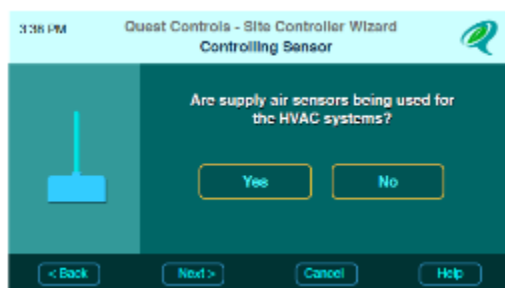 3:36 PM
Quest Controls - Site Controller Wizard
Controlling Sensor
Are supply air sensors being used for
the HVAC systems?
Yes No
< Back Next > Cancel Help